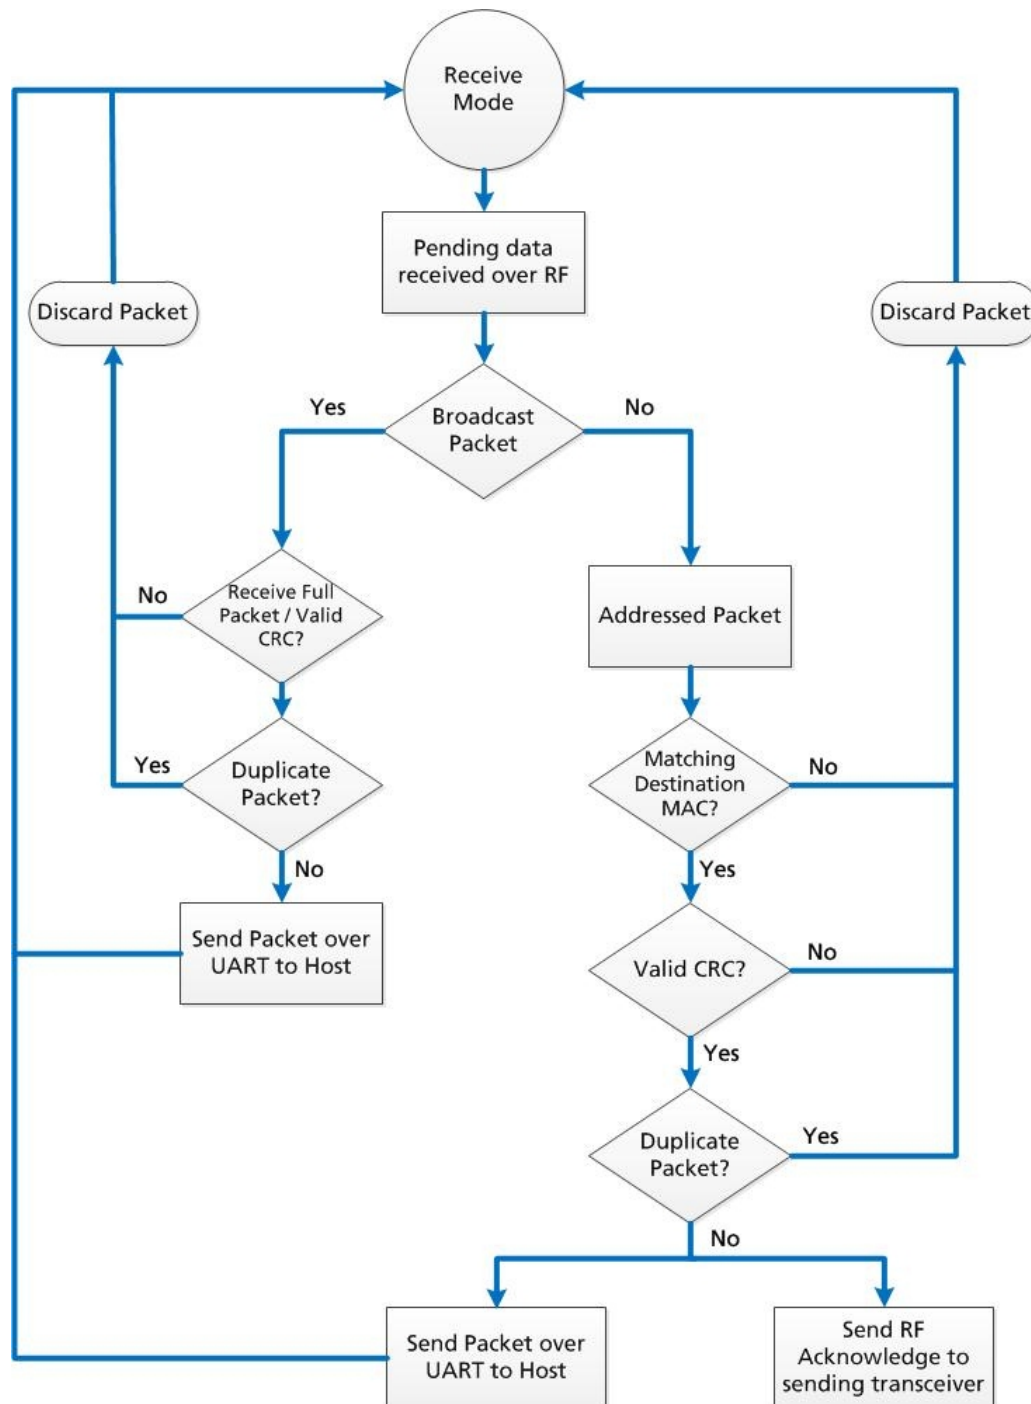 Receive
Mode
Pending data
received over RF
Discard Packet
Discard Packet
Yes
Broadcast
Packet
No
No
Receive Full
Packet / Valid
CRC?
Addressed Packet
Yes
Duplicate
Packet?
Matching
Destination
MAC?
No
No
Yes
Send Packet over
UART to Host
Valid CRC?
No
Yes
Duplicate
Packet?
Yes
No
Send Packet over
UART to Host
Send RF
Acknowledge to
sending transceiver